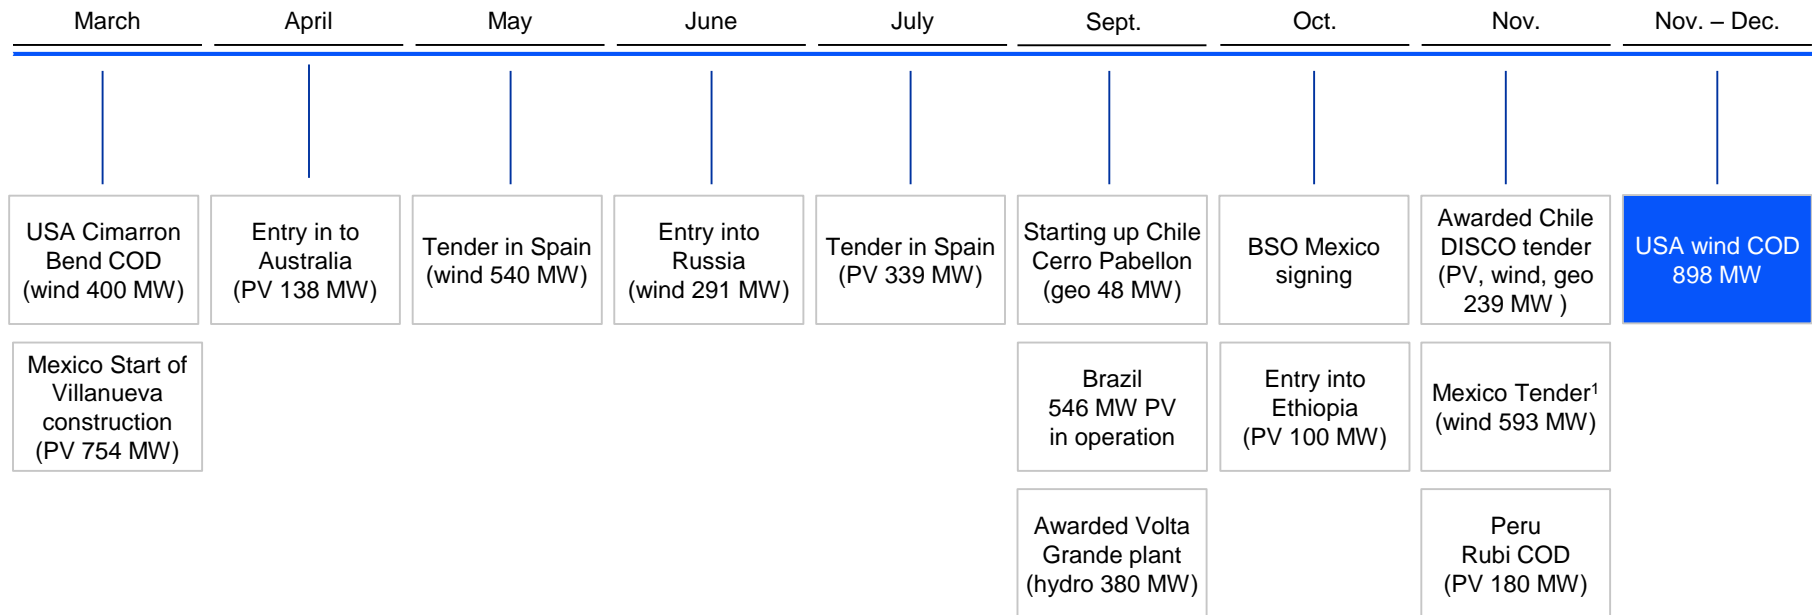 March
April
May
June
July
Sept.
Oct.
Nov.
Nov. – Dec.
USA Cimarron
Bend COD
(wind 400 MW)
Entry in to
Australia
(PV 138 MW)
Tender in Spain
(wind 540 MW)
Entry into
Russia
(wind 291 MW)
Tender in Spain
(PV 339 MW)
Starting up Chile
Cerro Pabellon
(geo 48 MW)
BSO Mexico
signing
Awarded Chile
DISCO tender
(PV, wind, geo
239 MW )
USA wind COD
898 MW
Mexico Start of
Villanueva
construction
(PV 754 MW)
Brazil
546 MW PV
in operation
Entry into
Ethiopia
(PV 100 MW)
Mexico Tender¹
(wind 593 MW)
Awarded Volta
Grande plant
(hydro 380 MW)
Peru
Rubi COD
(PV 180 MW)